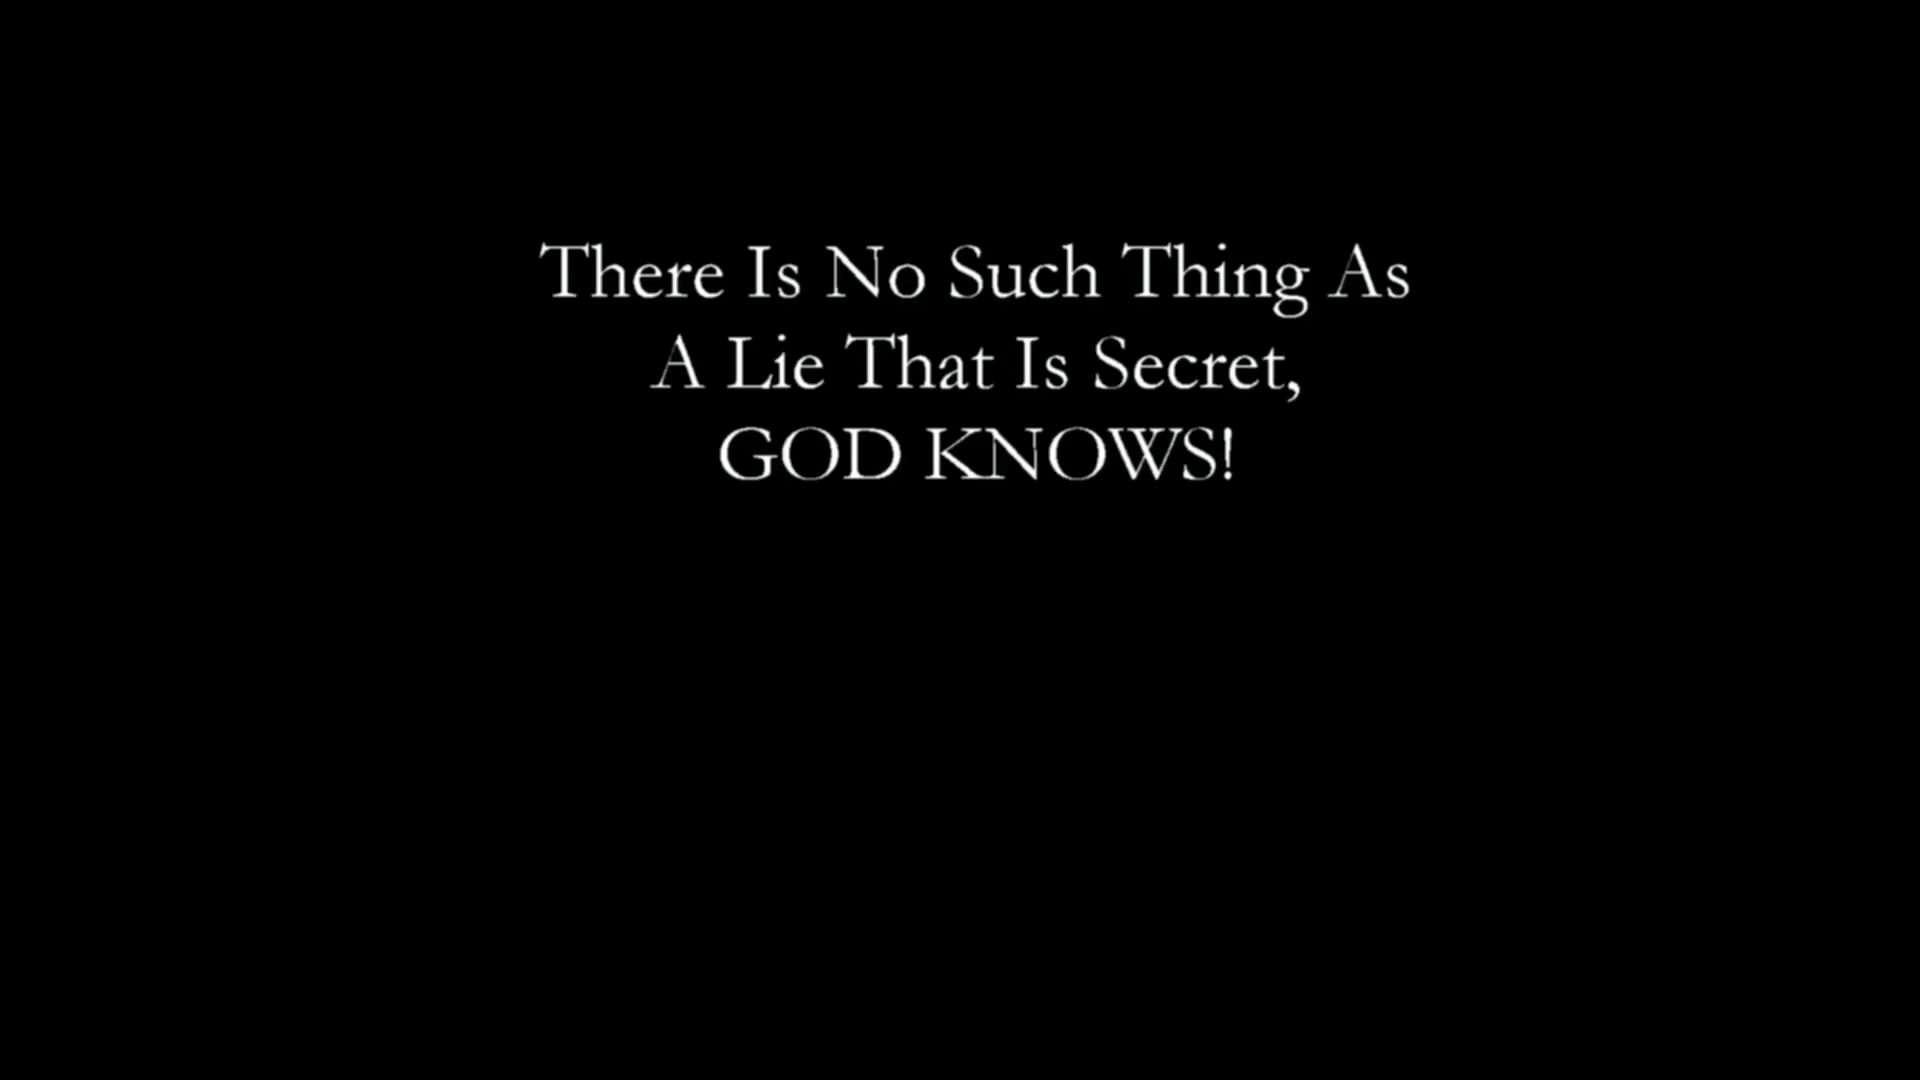 There Is No Such Thing As
A Lie That Is Secret,
GOD KNOWS!